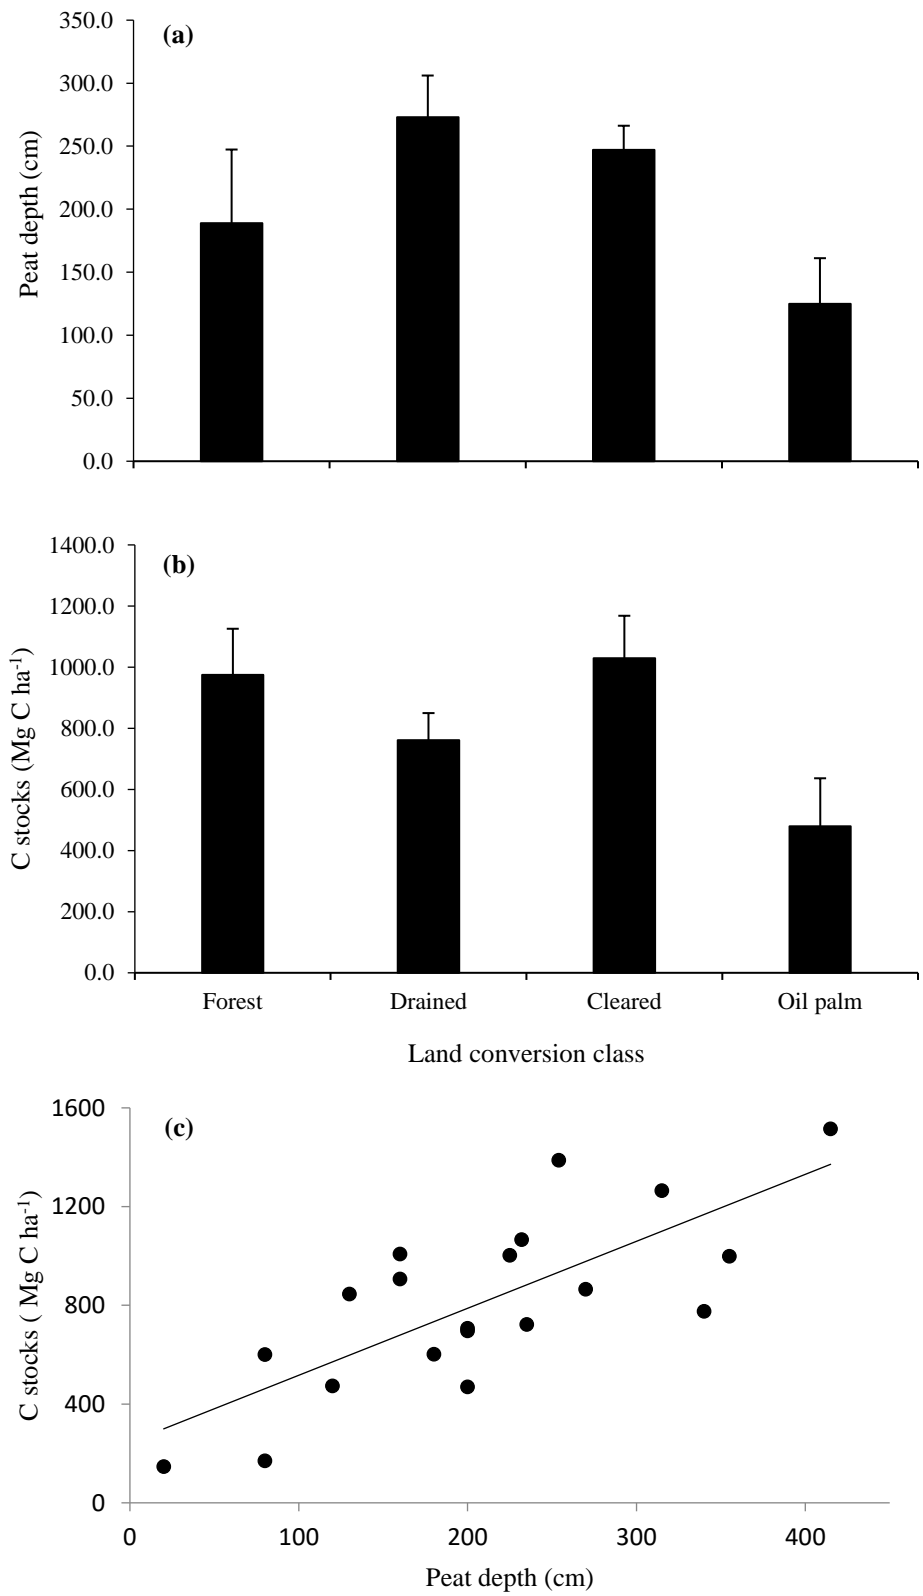 (a)
350.0
300.0
250.0
200.0
150.0
100.0
50.0
0.0
Peat depth (cm)
(b)
1400.0
1200.0
1000.0
800.0
600.0
400.0
200.0
0.0
C stocks (Mg C ha⁻¹)
Forest Drained Cleared Oil palm
Land conversion class
(c)
1600
1200
800
400
0
C stocks ( Mg C ha⁻¹)
0 100 200 300 400
Peat depth (cm)